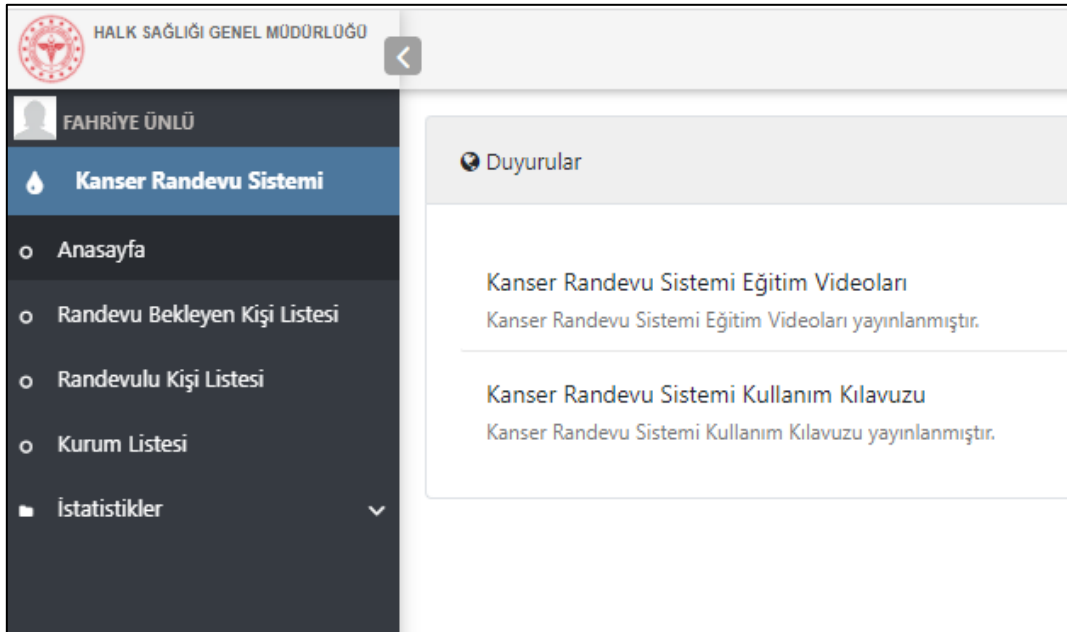 HALK SAĞLIĞI GENEL MÜDÜRLÜĞÜ
FAHRİYE ÜNLÜ
Kanser Randevu Sistemi
Anasayfa
Randevu Bekleyen Kişi Listesi
Randevulu Kişi Listesi
Kurum Listesi
İstatistikler
Duyurular
Kanser Randevu Sistemi Eğitim Videoları
Kanser Randevu Sistemi Eğitim Videoları yayınlanmıştır.
Kanser Randevu Sistemi Kullanım Kılavuzu
Kanser Randevu Sistemi Kullanım Kılavuzu yayınlanmıştır.